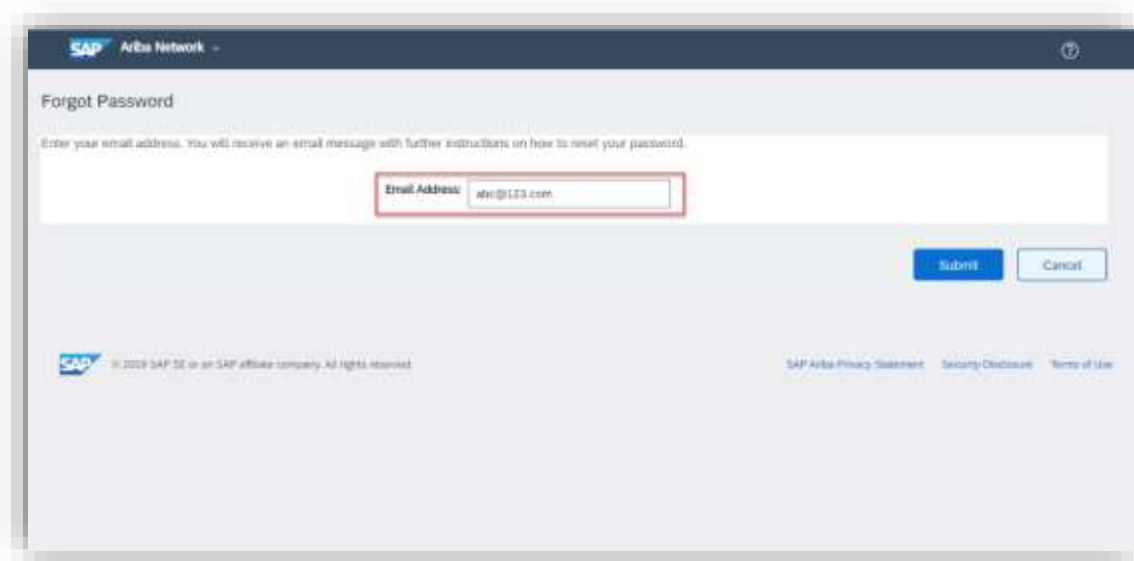 SAP Ariba Network
Forgot Password
Enter your email address. You will receive an email message with further instructions on how to reset your password.
Email Address: abc@123.com
Submit Cancel
SAP © 2019 SAP SE or an SAP affiliate company. All rights reserved. SAP Ariba Privacy Statement Security Disclosure Terms of Use